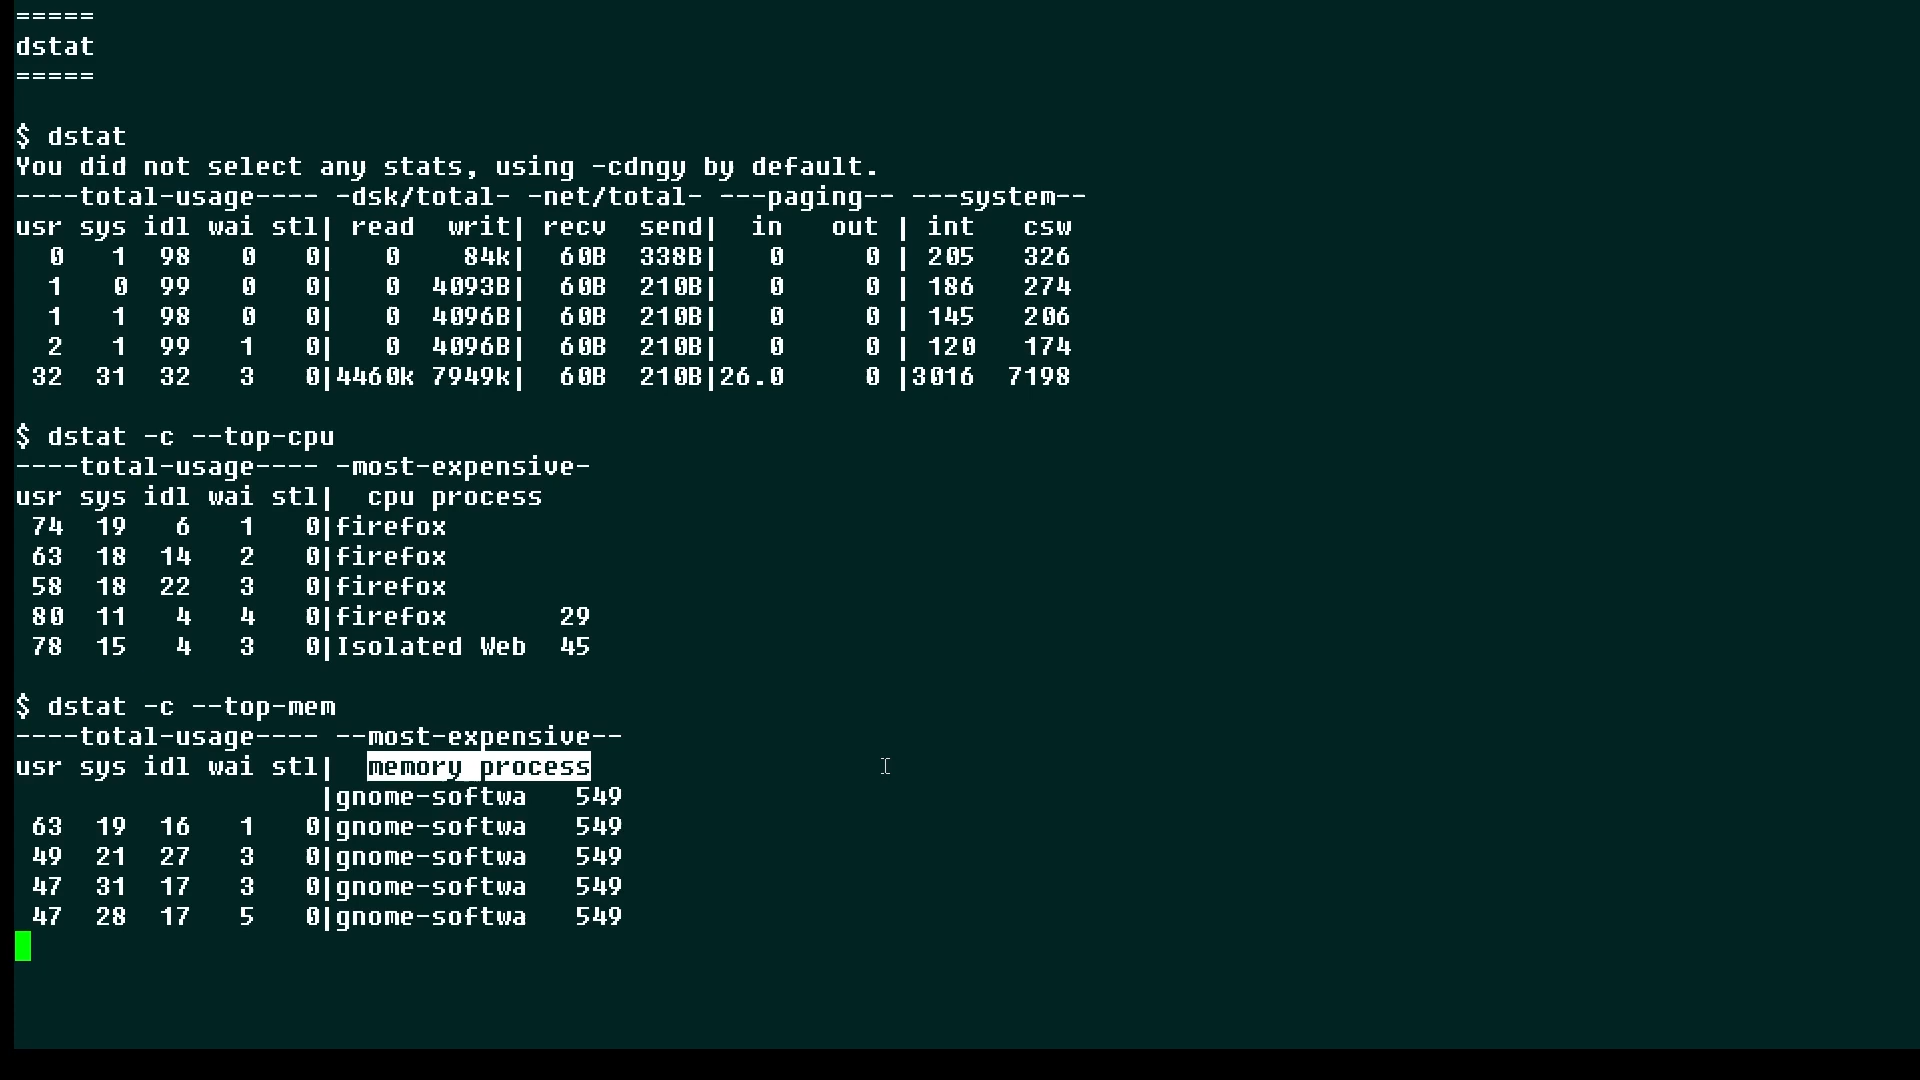 =====
dstat
=====

$ dstat
You did not select any stats, using -cdngy by default.
----total-usage---- -dsk/total- -net/total- ---paging-- ---system--
usr sys idl wai stl| read  writ| recv  send|  in   out | int   csw
  0   1  98   0   0|   0    84k|  60B  338B|   0     0 | 205   326
  1   0  99   0   0|   0  4093B|  60B  210B|   0     0 | 186   274
  1   1  98   0   0|   0  4096B|  60B  210B|   0     0 | 145   206
  2   1  99   1   0|   0  4096B|  60B  210B|   0     0 | 120   174
 32  31  32   3   0|4460k 7949k|  60B  210B|26.0     0 |3016  7198

$ dstat -c --top-cpu
----total-usage---- -most-expensive-
usr sys idl wai stl|  cpu process
 74  19   6   1   0|firefox
 63  18  14   2   0|firefox
 58  18  22   3   0|firefox
 80  11   4   4   0|firefox       29
 78  15   4   3   0|Isolated Web  45

$ dstat -c --top-mem
----total-usage---- --most-expensive--
usr sys idl wai stl|  memory process
                   |gnome-softwa   549
 63  19  16   1   0|gnome-softwa   549
 49  21  27   3   0|gnome-softwa   549
 47  31  17   3   0|gnome-softwa   549
 47  28  17   5   0|gnome-softwa   549